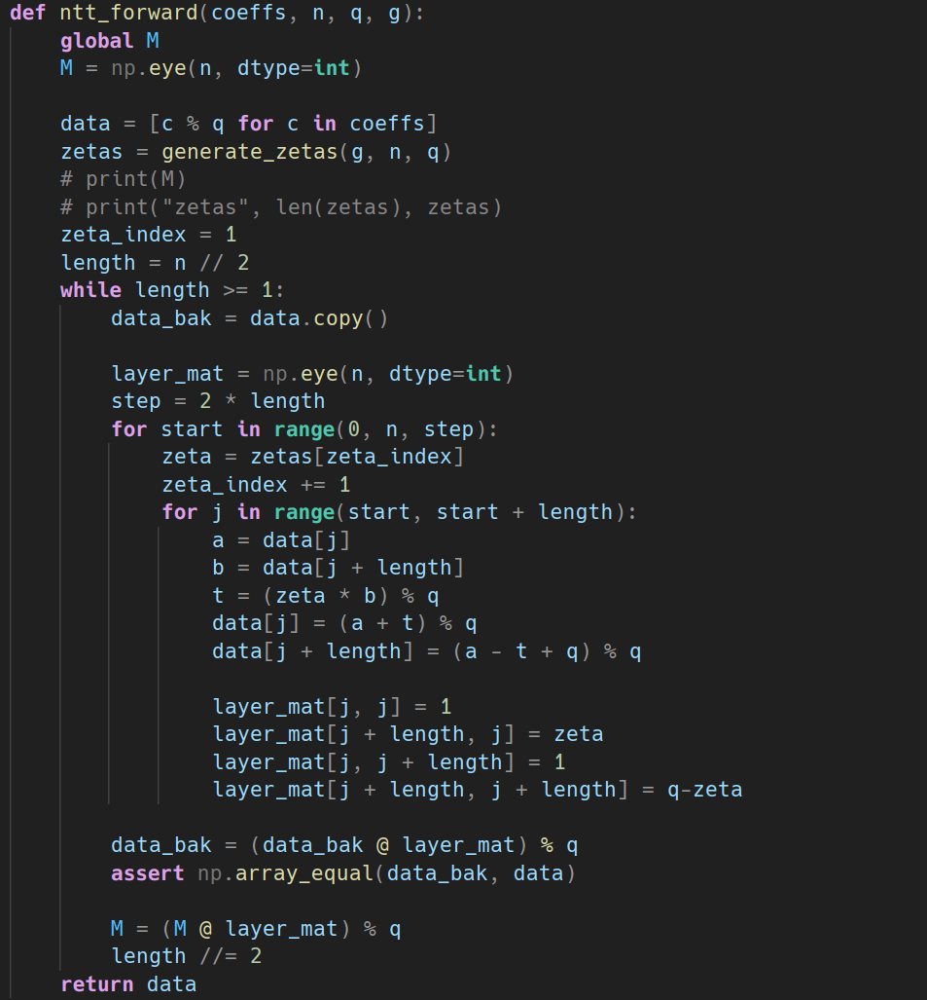 def ntt_forward(coeffs, n, q, g):
    global M
    M = np.eye(n, dtype=int)

    data = [c % q for c in coeffs]
    zetas = generate_zetas(g, n, q)
    # print(M)
    # print("zetas", len(zetas), zetas)
    zeta_index = 1
    length = n // 2
    while length >= 1:
        data_bak = data.copy()

        layer_mat = np.eye(n, dtype=int)
        step = 2 * length
        for start in range(0, n, step):
            zeta = zetas[zeta_index]
            zeta_index += 1
            for j in range(start, start + length):
                a = data[j]
                b = data[j + length]
                t = (zeta * b) % q
                data[j] = (a + t) % q
                data[j + length] = (a - t + q) % q

                layer_mat[j, j] = 1
                layer_mat[j + length, j] = zeta
                layer_mat[j, j + length] = 1
                layer_mat[j + length, j + length] = q-zeta

        data_bak = (data_bak @ layer_mat) % q
        assert np.array_equal(data_bak, data)

        M = (M @ layer_mat) % q
        length //= 2
    return data